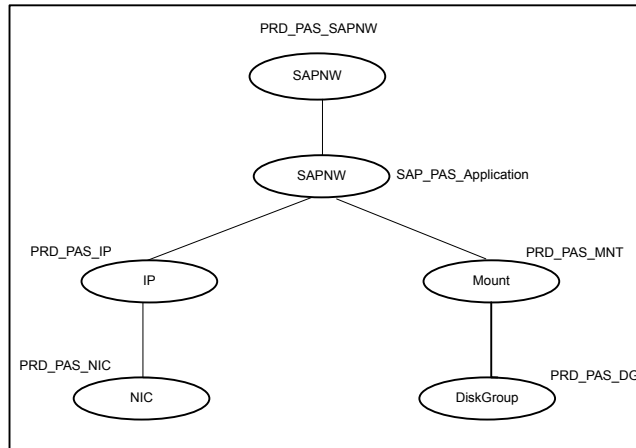 PRD_PAS_SAPNW
SAPNW
SAPNW
SAP_PAS_Application
PRD_PAS_IP
PRD_PAS_MNT
IP
Mount
PRD_PAS_NIC
PRD_PAS_DG
NIC
DiskGroup